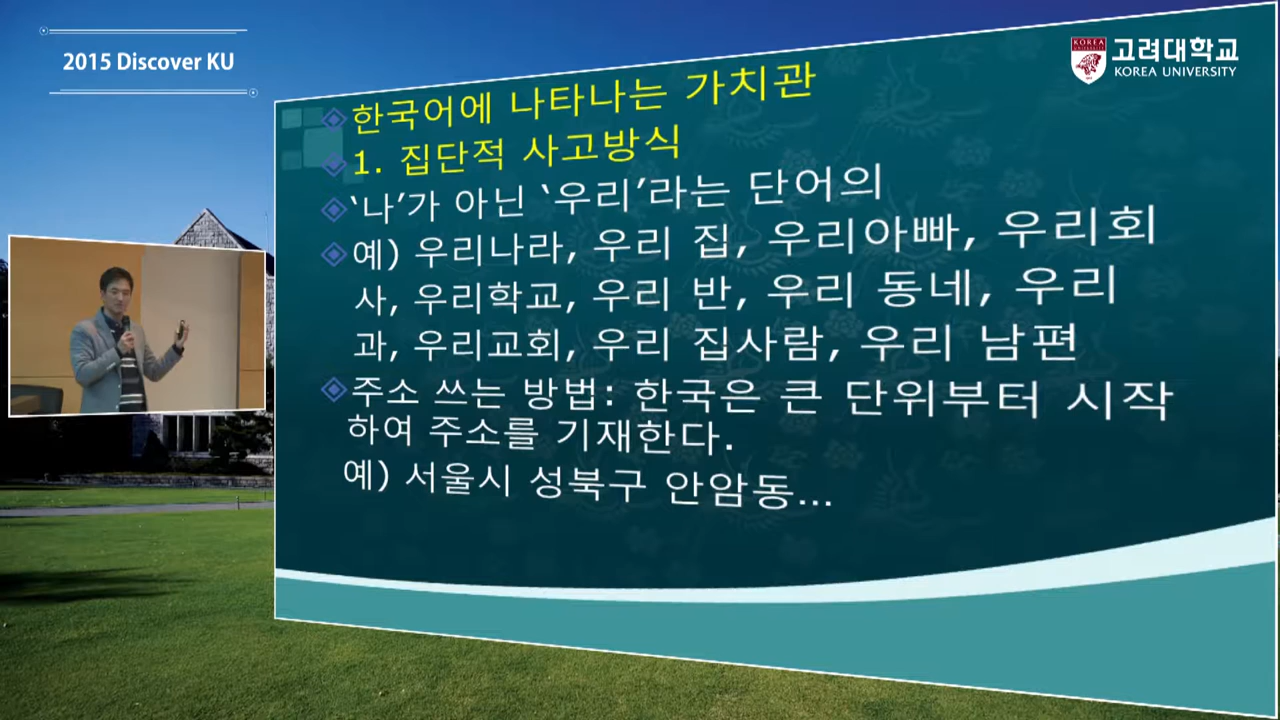 2015 Discover KU
KOREA
고려대학교
KOREA UNIVERSITY
한국어에 나타나는 가치관
1. 집단적 사고방식
‘나’가 아닌 ‘우리’라는 단어의
예) 우리나라, 우리 집, 우리아빠, 우리회
사, 우리학교, 우리 반, 우리 동네, 우리
과, 우리교회, 우리 집사람, 우리 남편
주소 쓰는 방법: 한국은 큰 단위부터 시작
하여 주소를 기재한다.
예) 서울시 성북구 안암동...